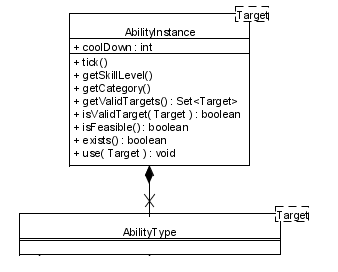 Target
AbilityInstance
+ coolDown : int
+ tick()
+ getSkillLevel()
+ getCategory()
+ getValidTargets() : Set<Target>
+ isValidTarget( Target ) : boolean
+ isFeasible() : boolean
+ exists() : boolean
+ use( Target ) : void
Target
AbilityType